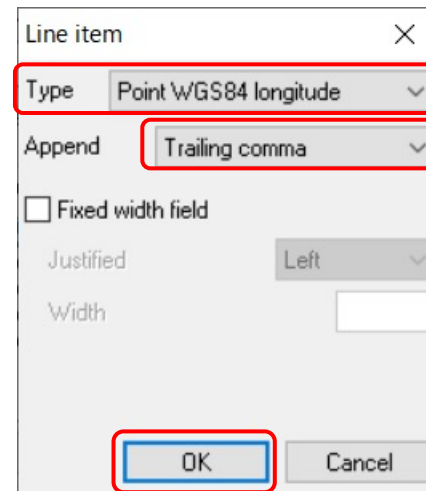 Line item
Type Point WGS84 longitude
Append Trailing comma
Fixed width field
Justified Left
Width
OK Cancel